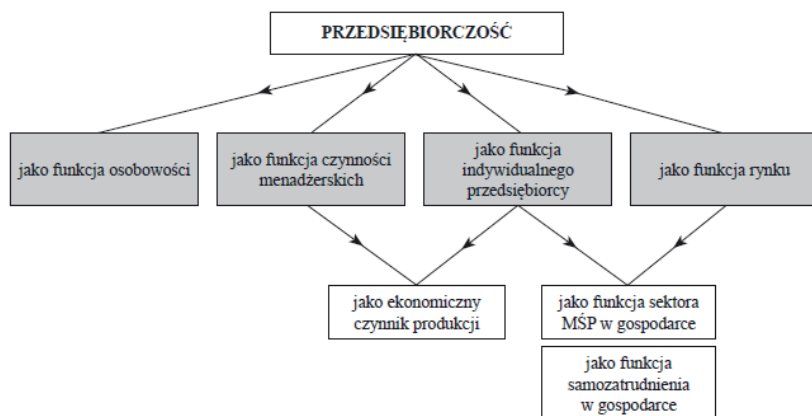 PRZEDSIĘBIORCZOŚĆ
jako funkcja osobowości
jako funkcja czynności
menadżerskich
jako funkcja
indywidualnego
przedsiębiorcy
jako funkcja rynku
jako ekonomiczny
czynnik produkcji
jako funkcja sektora
MŚP w gospodarce
jako funkcja
samozatrudnienia
w gospodarce